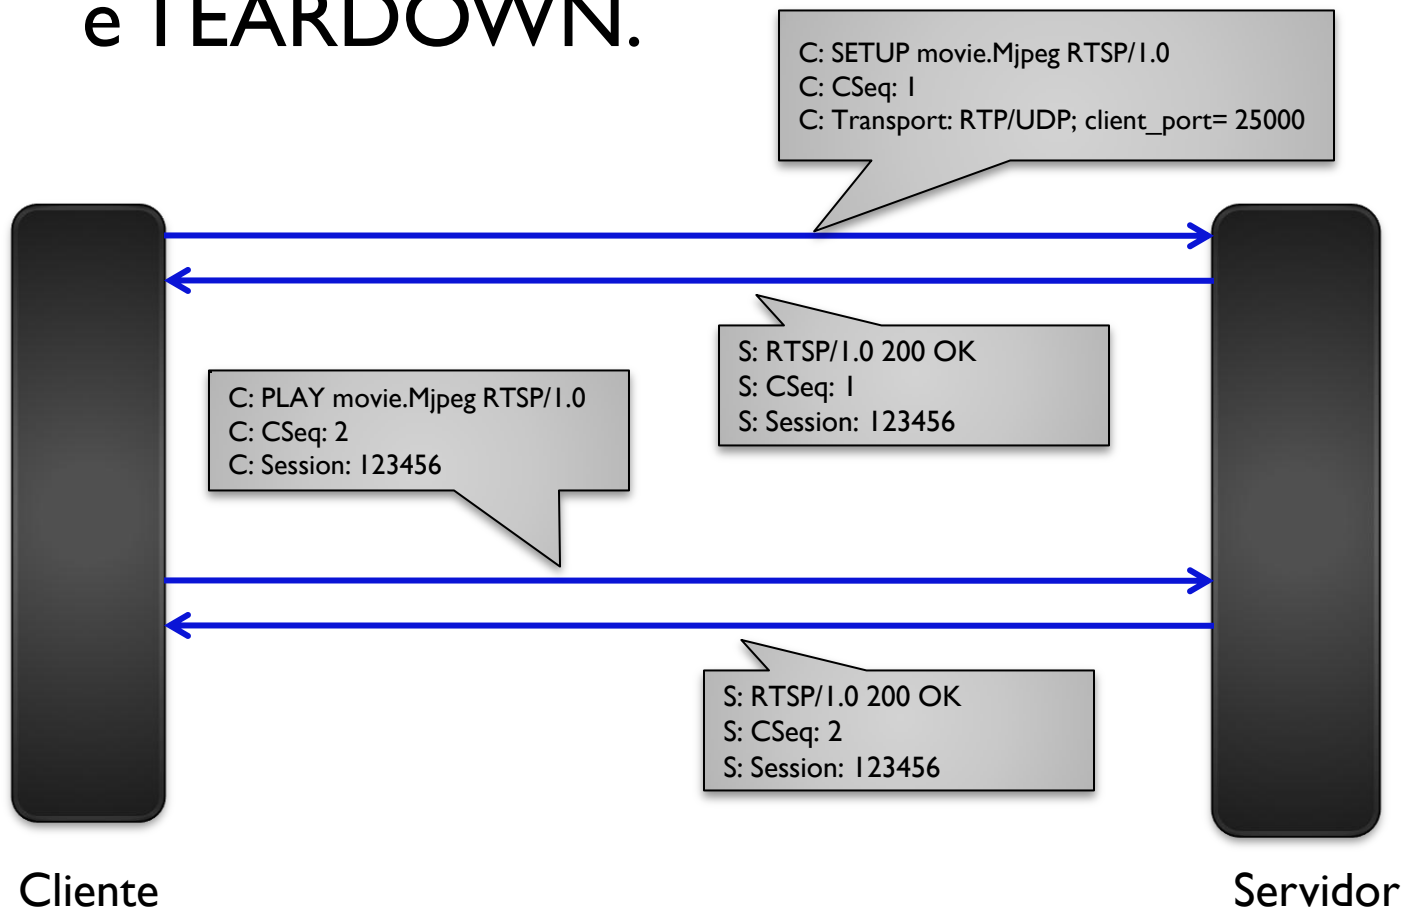 e TEARDOWN.
C: SETUP movie.Mjpeg RTSP/1.0
C: CSeq: 1
C: Transport: RTP/UDP; client_port= 25000
S: RTSP/1.0 200 OK
S: CSeq: 1
S: Session: 123456
C: PLAY movie.Mjpeg RTSP/1.0
C: CSeq: 2
C: Session: 123456
S: RTSP/1.0 200 OK
S: CSeq: 2
S: Session: 123456
Cliente
Servidor